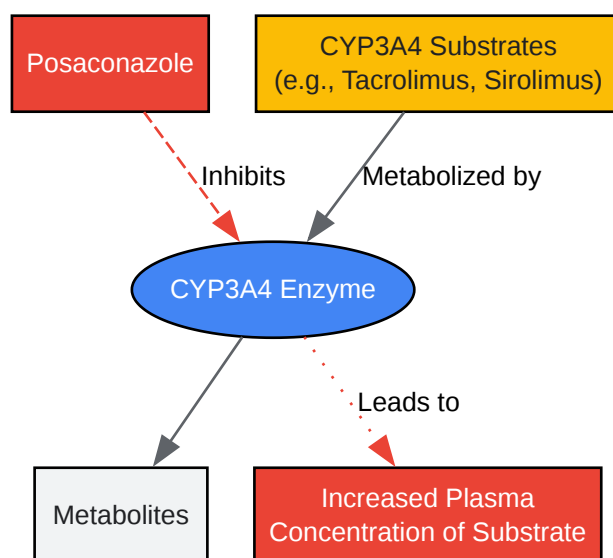 Posaconazole
CYP3A4 Substrates
(e.g., Tacrolimus, Sirolimus)
Inhibits
Metabolized by
CYP3A4 Enzyme
Leads to
Metabolites
Increased Plasma
Concentration of Substrate